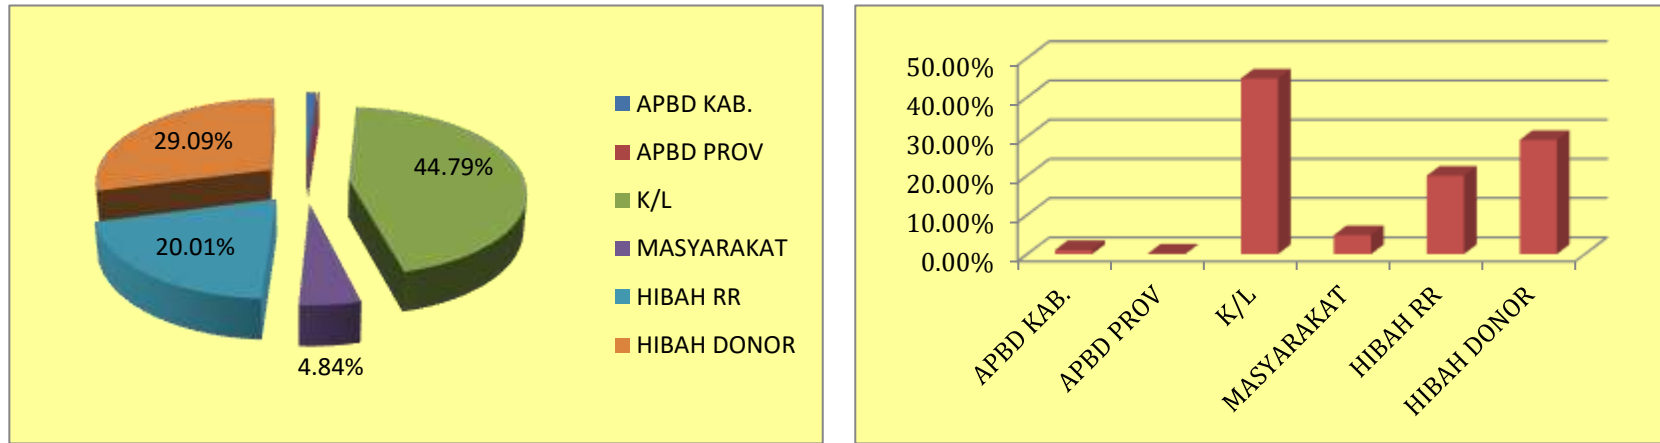 29.09%
44.79%
20.01%
4.84%
APBD KAB.
APBD PROV
K/L
MASYARAKAT
HIBAH RR
HIBAH DONOR
50.00%
40.00%
30.00%
20.00%
10.00%
0.00%
APBD KAB.
APBD PROV
K/L
MASYARAKAT
HIBAH RR
HIBAH DONOR